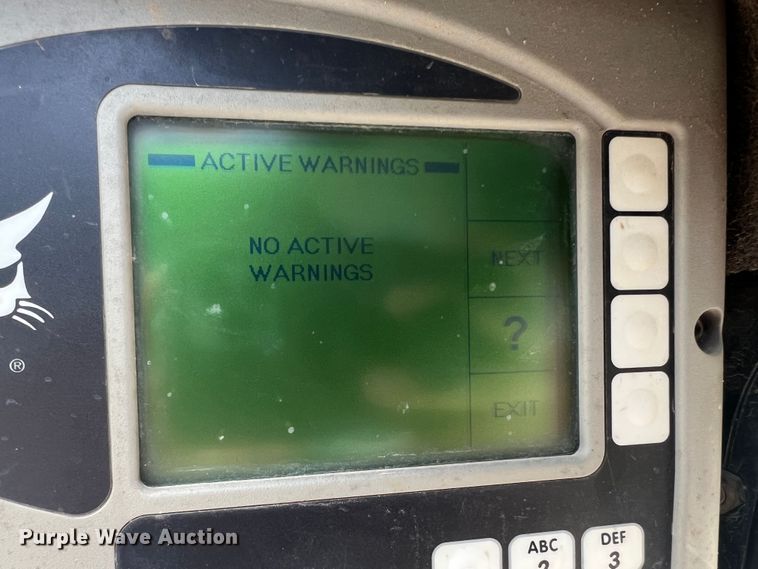 ACTIVE WARNINGS
NO ACTIVE
WARNINGS
NEXT
?
EXIT
®
ABC
2
DEF
3
Purple Wave Auction